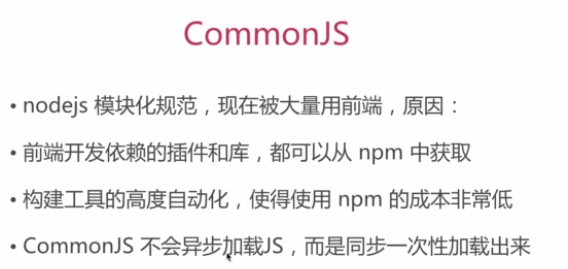 CommonJS
• nodejs 模块化规范，现在被大量用前端，原因：
• 前端开发依赖的插件和库，都可以从 npm 中获取
• 构建工具的高度自动化，使得使用 npm 的成本非常低
• CommonJS 不会异步加载JS，而是同步一次性加载出来